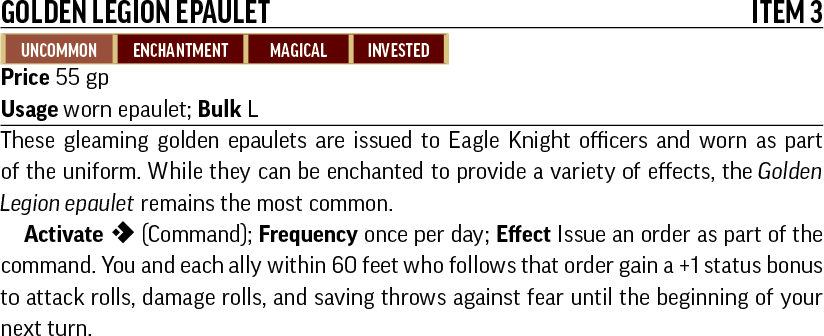 GOLDEN LEGION EPAULET ITEM 3
UNCOMMON ENCHANTMENT MAGICAL INVESTED
Price 55 gp
Usage worn epaulet; Bulk L
These gleaming golden epaulets are issued to Eagle Knight officers and worn as part
of the uniform. While they can be enchanted to provide a variety of effects, the Golden
Legion epaulet remains the most common.
Activate (Command); Frequency once per day; Effect Issue an order as part of the
command. You and each ally within 60 feet who follows that order gain a +1 status bonus
to attack rolls, damage rolls, and saving throws against fear until the beginning of your
next turn.